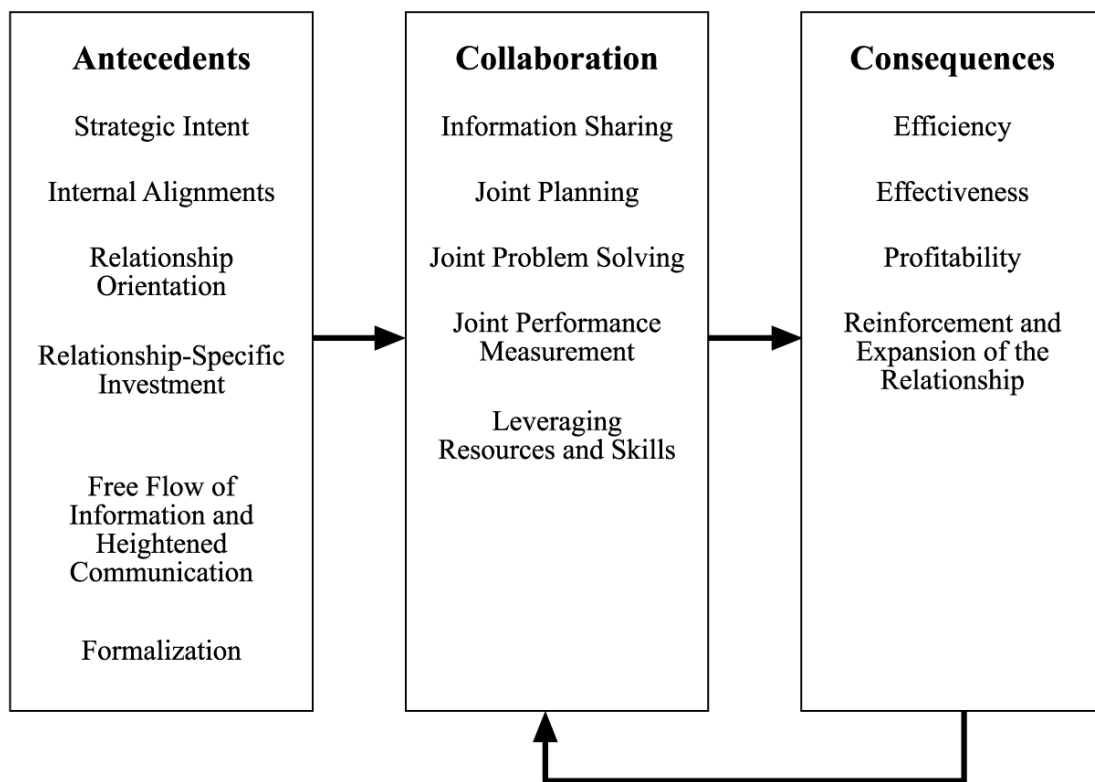 Antecedents
Strategic Intent
Internal Alignments
Relationship
Orientation
Relationship-Specific
Investment
Free Flow of
Information and
Heightened
Communication
Formalization
Collaboration
Information Sharing
Joint Planning
Joint Problem Solving
Joint Performance
Measurement
Leveraging
Resources and Skills
Consequences
Efficiency
Effectiveness
Profitability
Reinforcement and
Expansion of the
Relationship